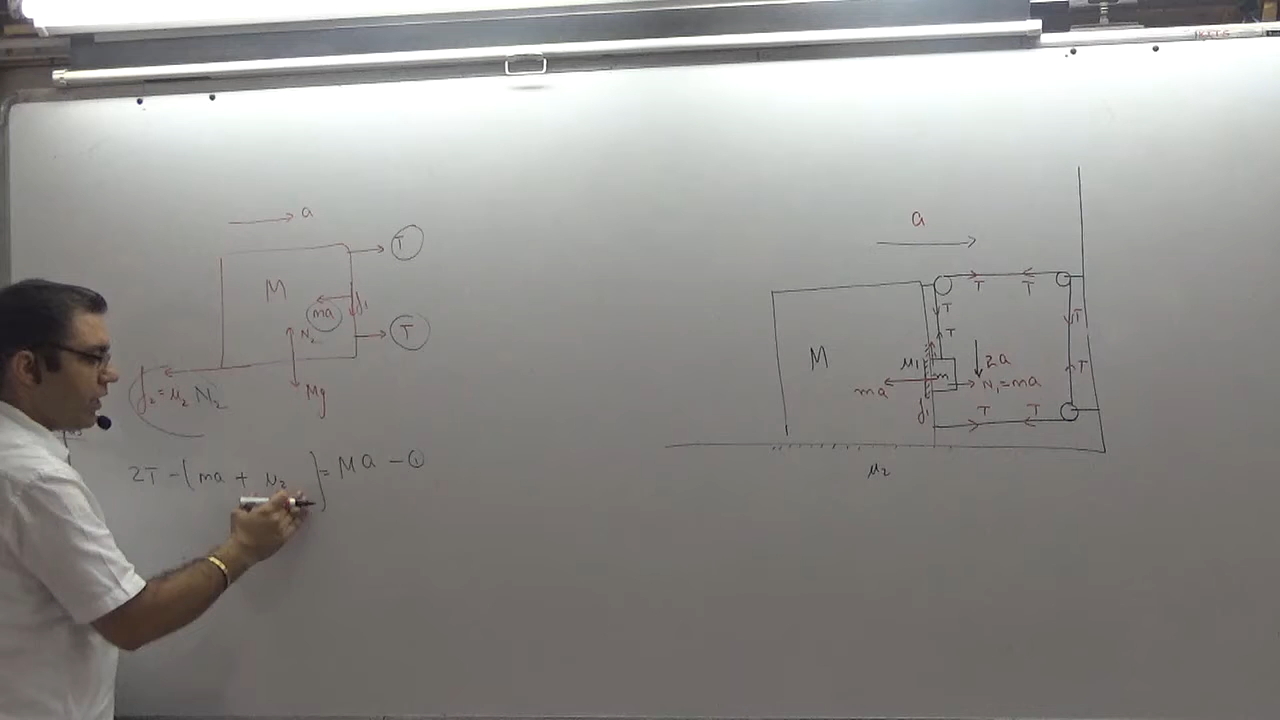 a
T
M
ma
f₁
N₂
T
f₂ = μ₂ N₂
Mg
2T - (ma + μ₂ ) = Ma - ①
a
T
T
T
T
T
M
μ₁
m
2a
ma
N₁ = ma
T
f₁
T
T
μ₂